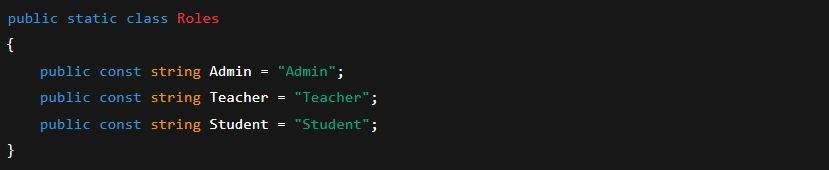 public static class Roles
{
    public const string Admin = "Admin";
    public const string Teacher = "Teacher";
    public const string Student = "Student";
}